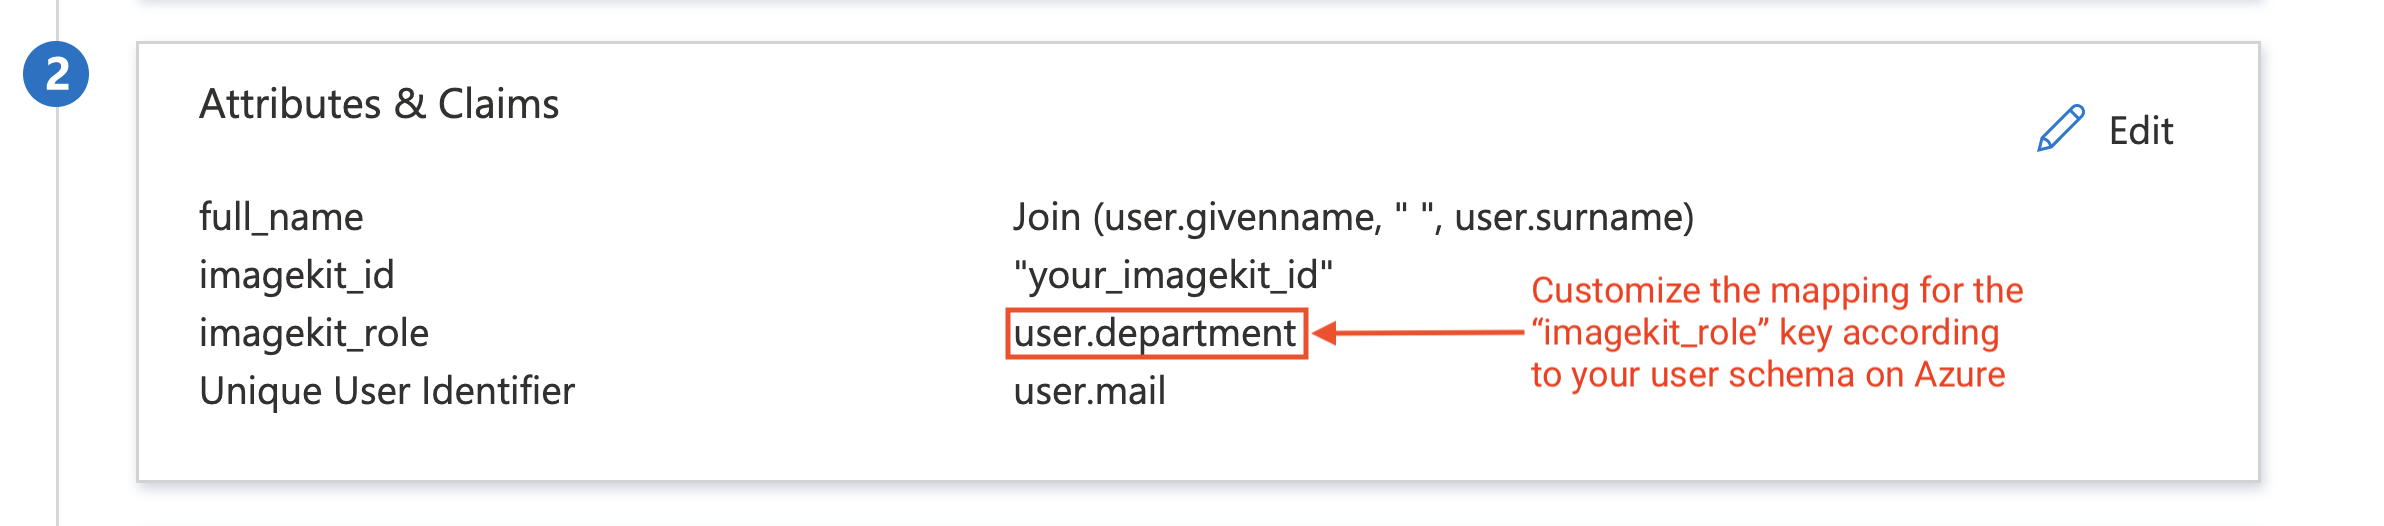 2
Attributes & Claims
Edit
full_name
Join (user.givenname, " ", user.surname)
imagekit_id
"your_imagekit_id"
imagekit_role
user.department
Unique User Identifier
user.mail
Customize the mapping for the
“imagekit_role” key according
to your user schema on Azure